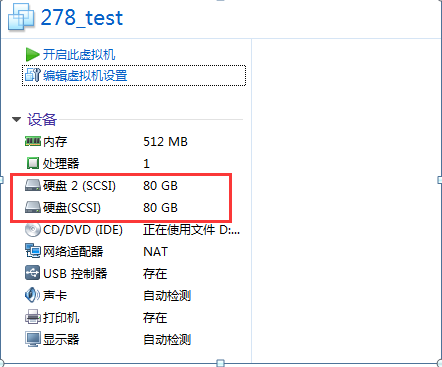 278_test
开启此虚拟机
编辑虚拟机设置
设备
内存 512 MB
处理器 1
硬盘 2 (SCSI) 80 GB
硬盘(SCSI) 80 GB
CD/DVD (IDE) 正在使用文件 D:...
网络适配器 NAT
USB 控制器 存在
声卡 自动检测
打印机 存在
显示器 自动检测